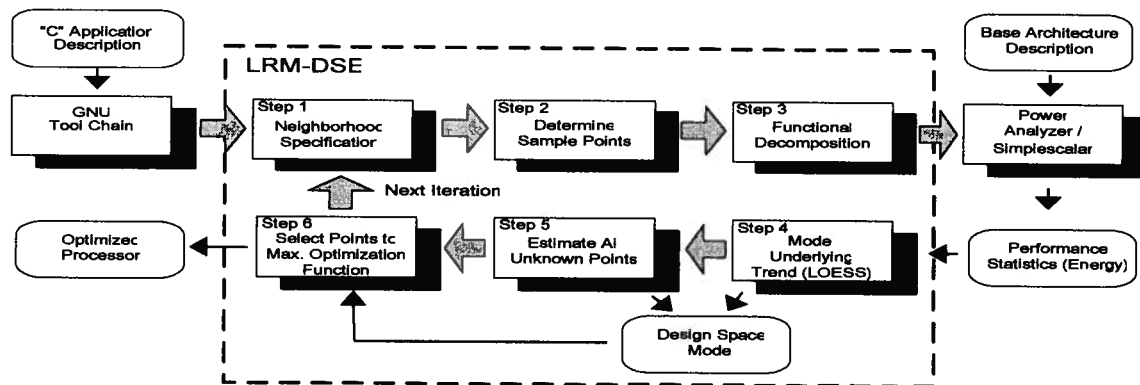 "C" Applicatior
Description
GNU
Tool Chain
LRM-DSE
Step 1
Neighborhooc
Specificatior
Step 2
Determine
Sample Points
Step 3
Functional
Decomposition
Base Architecture
Description
Power
Analyzer /
Simplescalar
Next Iteration
Optimizec
Processor
Step 6
Select Points tc
Max. Optimization
Function
Step 5
Estimate Al
Unknown Points
Step 4
Mode
Underlying
Trend (LOESS)
Performance
Statistics (Energy)
Design Space
Mode